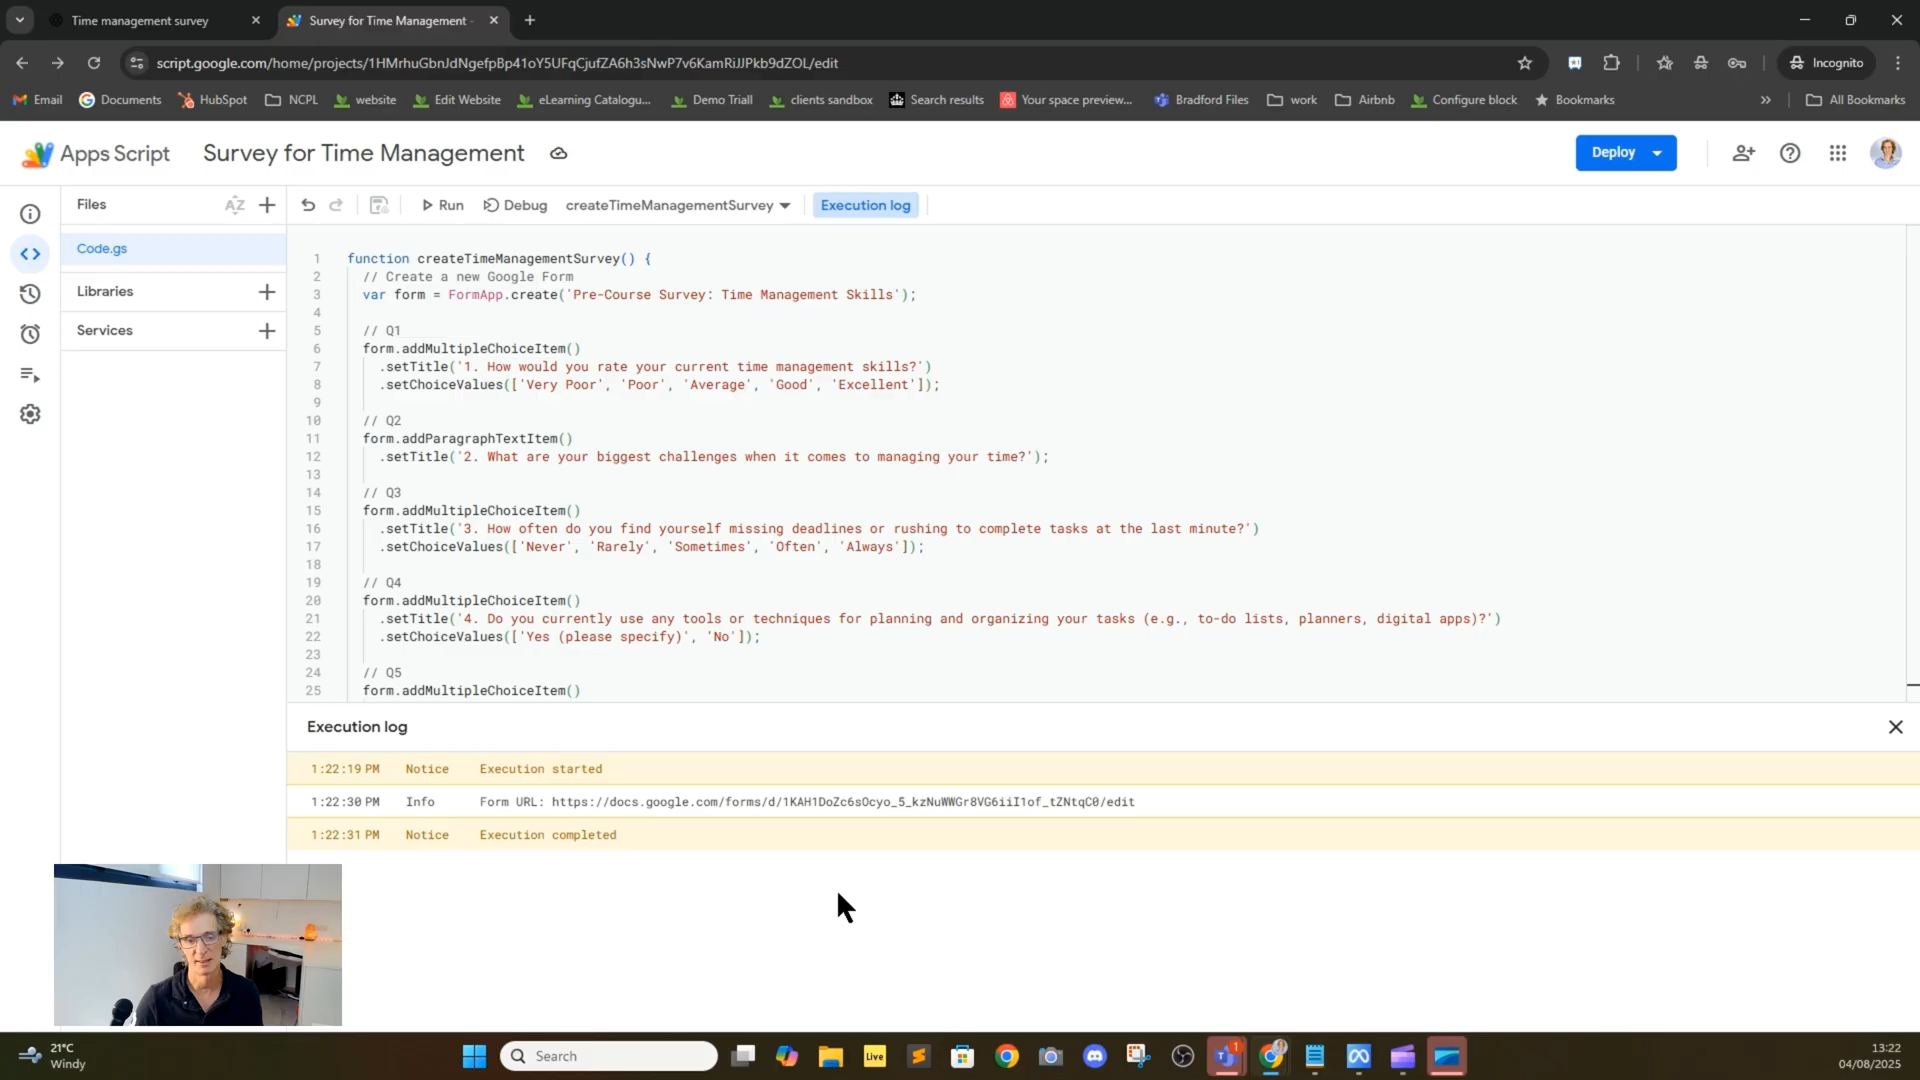 Time management survey
Survey for Time Management -
script.google.com/home/projects/1HMrhuGbnJdNgefpBp41oY5UFqCjufZA6h3sNwP7v6KamRiJJPkb9dZOL/edit
Incognito
Email
Documents
HubSpot
NCPL
website
Edit Website
eLearning Catalogu...
Demo Triall
clients sandbox
Search results
Your space preview...
Bradford Files
work
Airbnb
Configure block
Bookmarks
All Bookmarks
Apps Script
Survey for Time Management
Deploy
Files
AZ
Run
Debug
createTimeManagementSurvey
Execution log
Code.gs
Libraries
Services
1 function createTimeManagementSurvey() {
2 // Create a new Google Form
3 var form = FormApp.create('Pre-Course Survey: Time Management Skills');
4
5 // Q1
6 form.addMultipleChoiceItem()
7 .setTitle('1. How would you rate your current time management skills?')
8 .setChoiceValues(['Very Poor', 'Poor', 'Average', 'Good', 'Excellent']);
9
10 // Q2
11 form.addParagraphTextItem()
12 .setTitle('2. What are your biggest challenges when it comes to managing your time?');
13
14 // Q3
15 form.addMultipleChoiceItem()
16 .setTitle('3. How often do you find yourself missing deadlines or rushing to complete tasks at the last minute?')
17 .setChoiceValues(['Never', 'Rarely', 'Sometimes', 'Often', 'Always']);
18
19 // Q4
20 form.addMultipleChoiceItem()
21 .setTitle('4. Do you currently use any tools or techniques for planning and organizing your tasks (e.g., to-do lists, planners, digital apps)?')
22 .setChoiceValues(['Yes (please specify)', 'No']);
23
24 // Q5
25 form.addMultipleChoiceItem()
Execution log
1:22:19 PM Notice Execution started
1:22:30 PM Info Form URL: https://docs.google.com/forms/d/1KAH1DoZc6sOcyo_5_kzNuWWGr8VG6iiI1of_tZNtqC0/edit
1:22:31 PM Notice Execution completed
21°C
Windy
Search
Live
1
13:22
04/08/2025